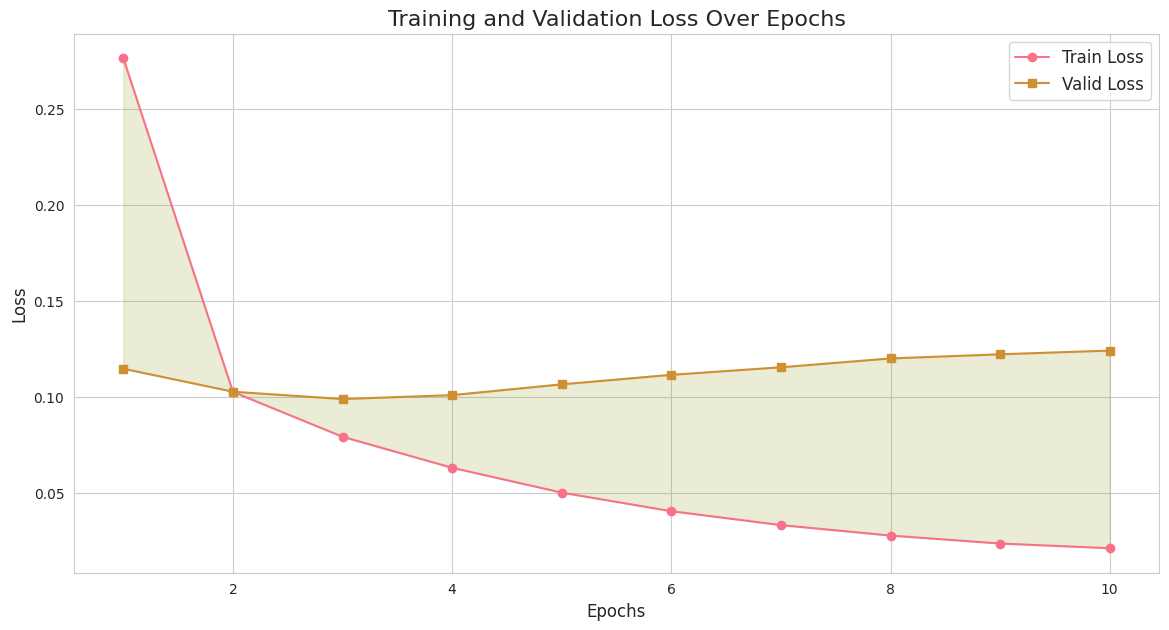 Training and Validation Loss Over Epochs
Train Loss
Valid Loss
0.25
0.20
0.15
0.10
0.05
Loss
2 4 6 8 10
Epochs